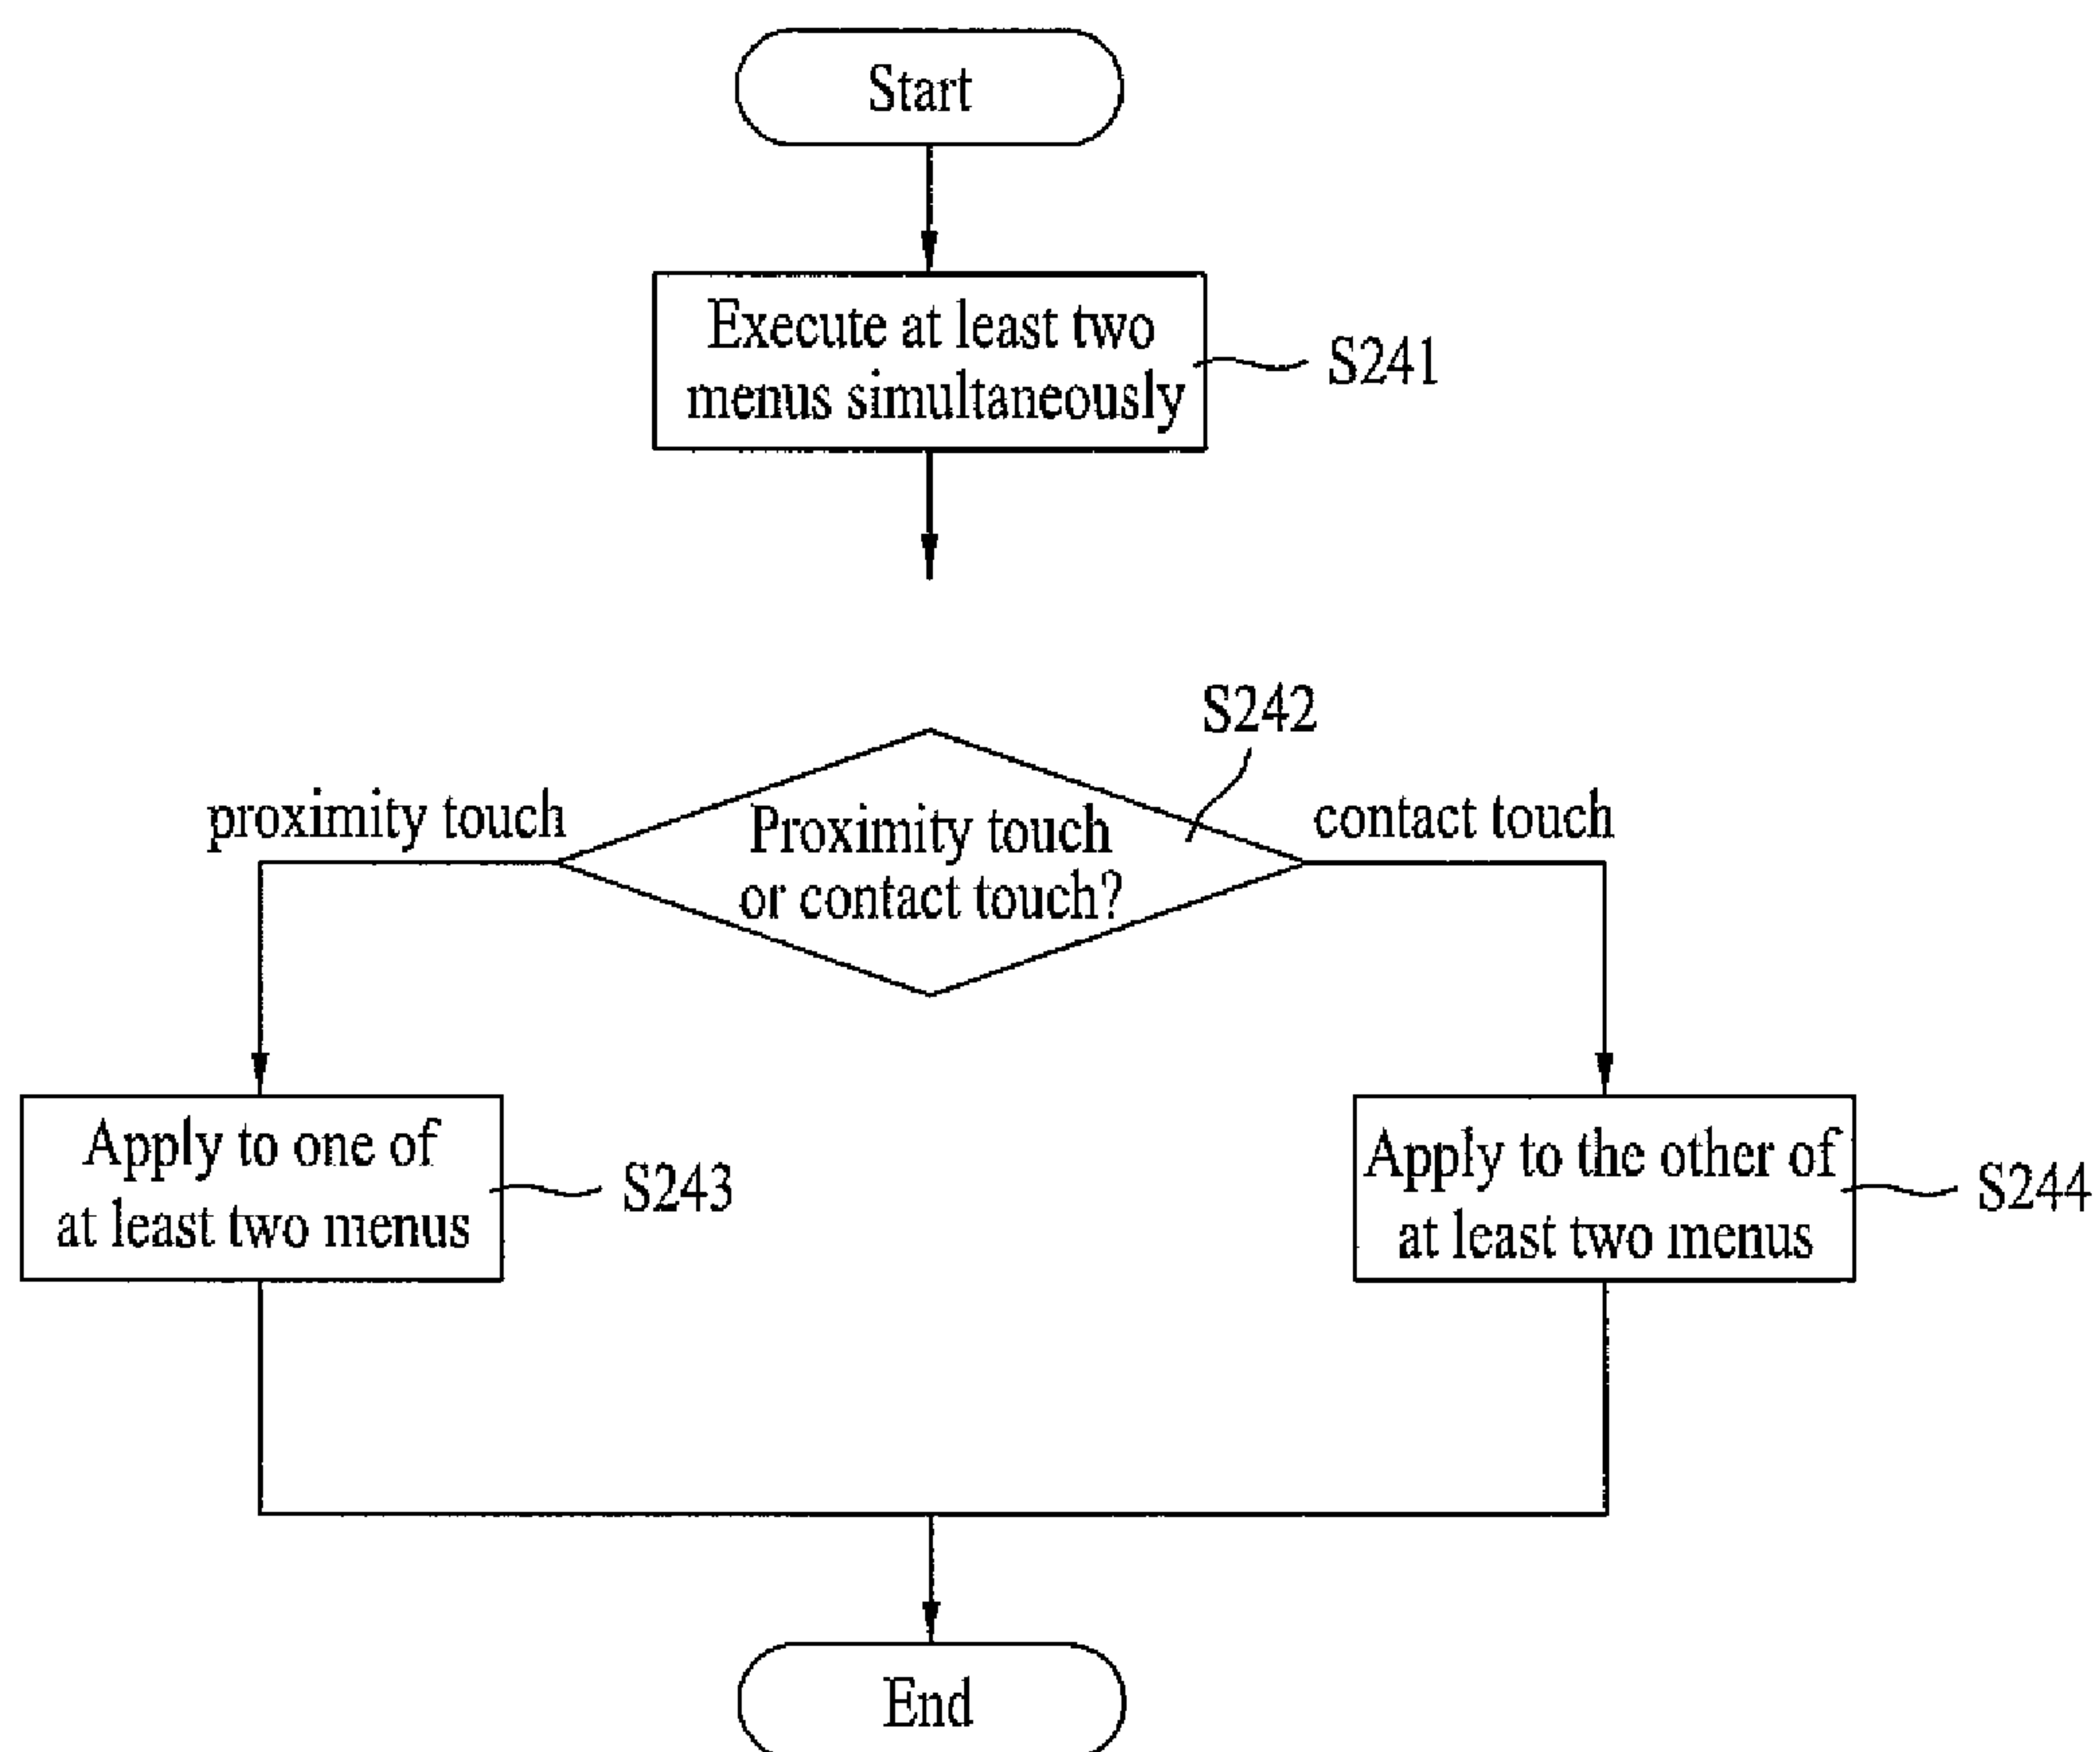 Start
Execute at least two
menus simultaneously
S241
S242
proximity touch
Proximity touch
or contact touch?
contact touch
Apply to one of
at least two menus
S243
Apply to the other of
at least two menus
S244
End